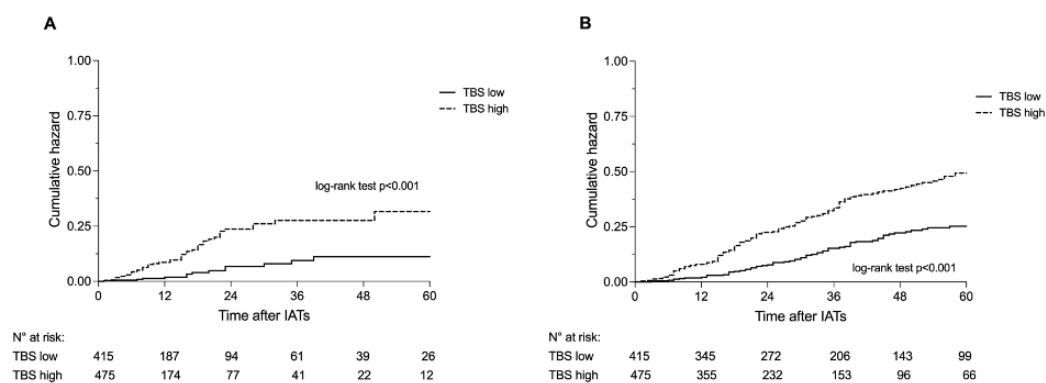 A
1.00
0.75
0.50
0.25
0.00
Cumulative hazard
TBS low
TBS high
log-rank test p<0.001
0 12 24 36 48 60
Time after IATs
N° at risk:
TBS low 415 187 94 61 39 26
TBS high 475 174 77 41 22 12
B
1.00
0.75
0.50
0.25
0.00
Cumulative hazard
TBS low
TBS high
log-rank test p<0.001
0 12 24 36 48 60
Time after IATs
N° at risk:
TBS low 415 345 272 206 143 99
TBS high 475 355 232 153 96 66